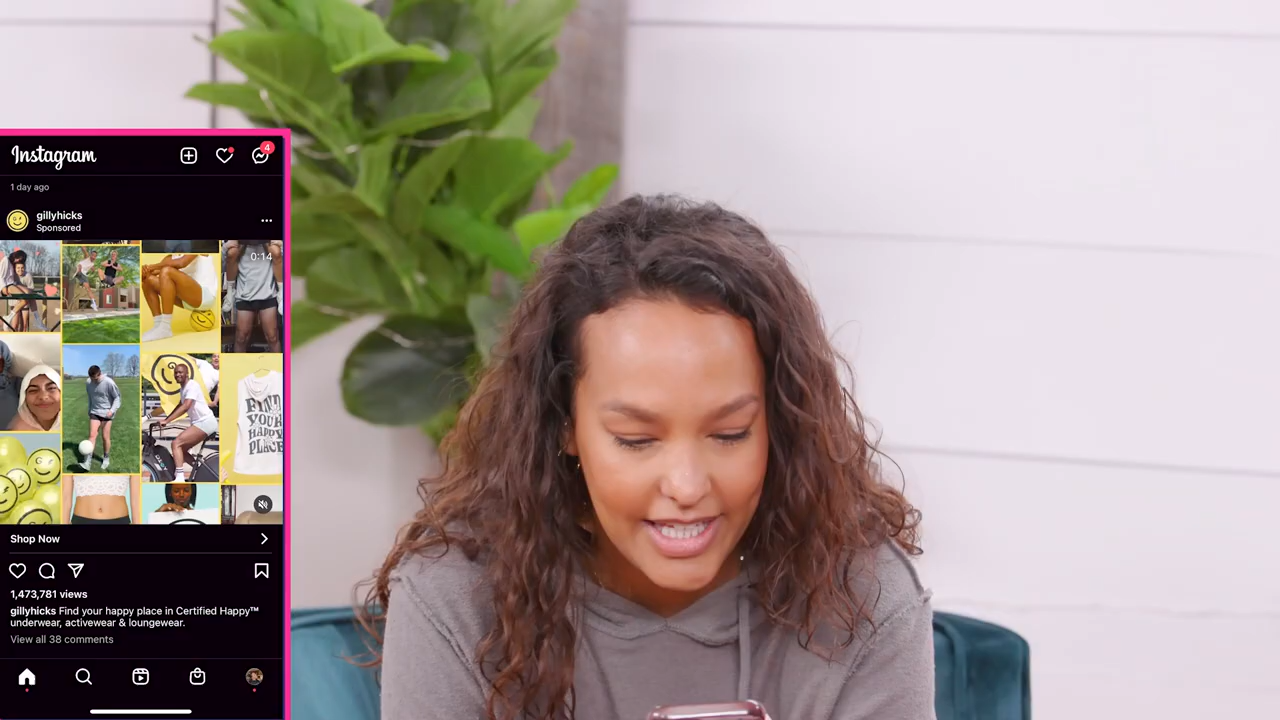 Instagram
4
1 day ago
gillyhicks
Sponsored
0:14
FIND
YOUR
HAPPY
PLACE
Shop Now
1,473,781 views
gillyhicks Find your happy place in Certified Happy™
underwear, activewear & loungewear.
View all 38 comments